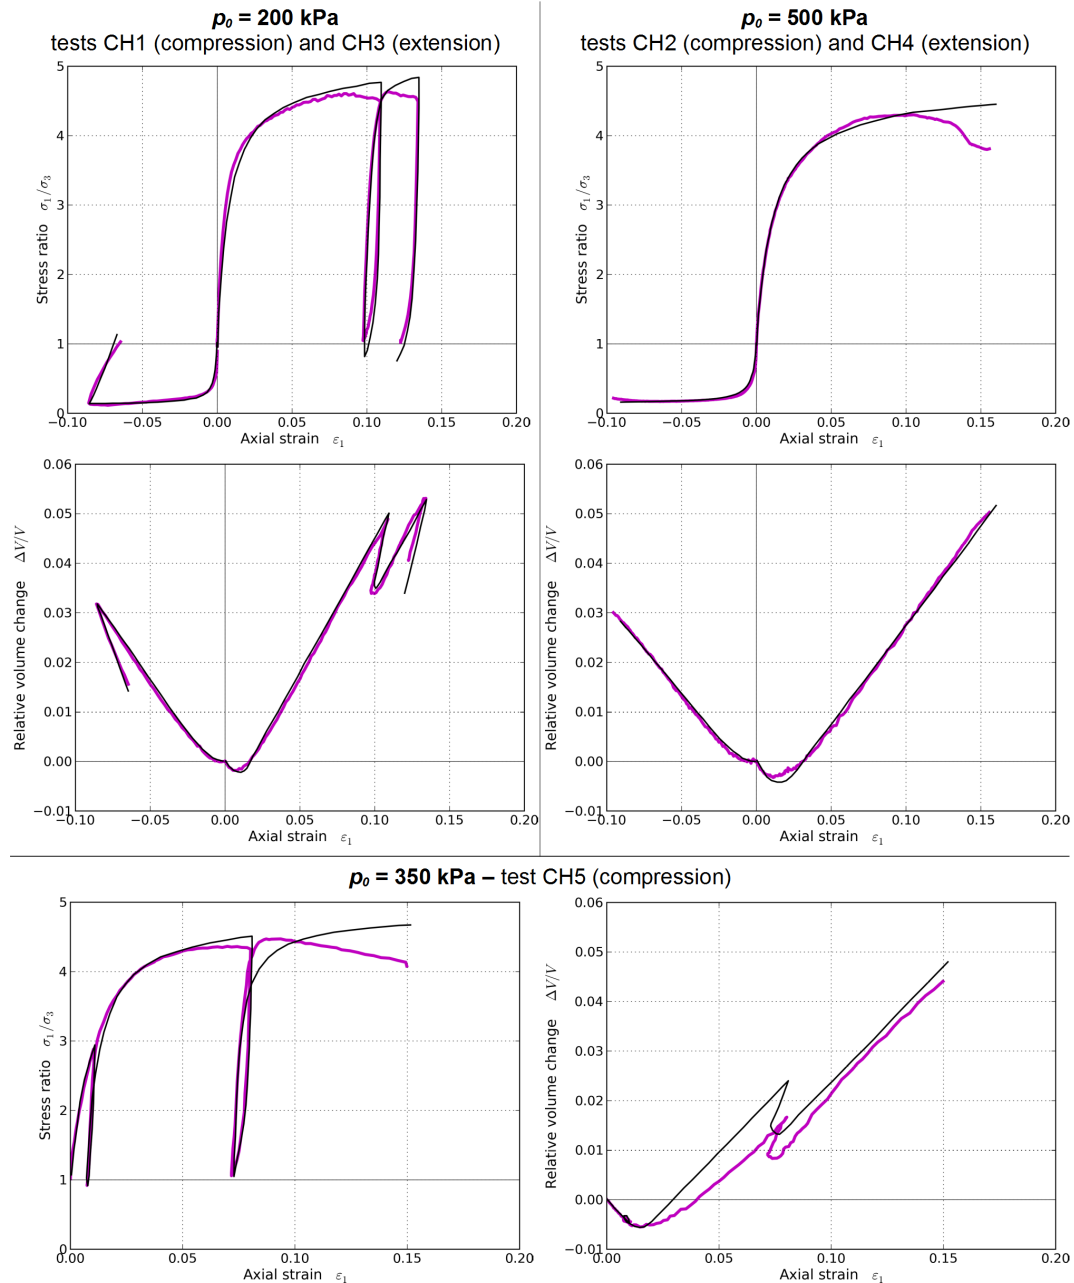 p₀ = 200 kPa
tests CH1 (compression) and CH3 (extension)
5
4
3
2
1
0
Stress ratio σ₁/σ₃
−0.10 −0.05 0.00 0.05 0.10 0.15 0.20
Axial strain ε₁
0.06
0.05
0.04
0.03
0.02
0.01
0.00
−0.01
Relative volume change ΔV/V
−0.10 −0.05 0.00 0.05 0.10 0.15 0.20
Axial strain ε₁
p₀ = 500 kPa
tests CH2 (compression) and CH4 (extension)
5
4
3
2
1
0
Stress ratio σ₁/σ₃
−0.10 −0.05 0.00 0.05 0.10 0.15 0.20
Axial strain ε₁
0.06
0.05
0.04
0.03
0.02
0.01
0.00
−0.01
Relative volume change ΔV/V
−0.10 −0.05 0.00 0.05 0.10 0.15 0.20
Axial strain ε₁
p₀ = 350 kPa – test CH5 (compression)
5
4
3
2
1
0
Stress ratio σ₁/σ₃
0.00 0.05 0.10 0.15 0.20
Axial strain ε₁
0.06
0.05
0.04
0.03
0.02
0.01
0.00
−0.01
Relative volume change ΔV/V
0.00 0.05 0.10 0.15 0.20
Axial strain ε₁